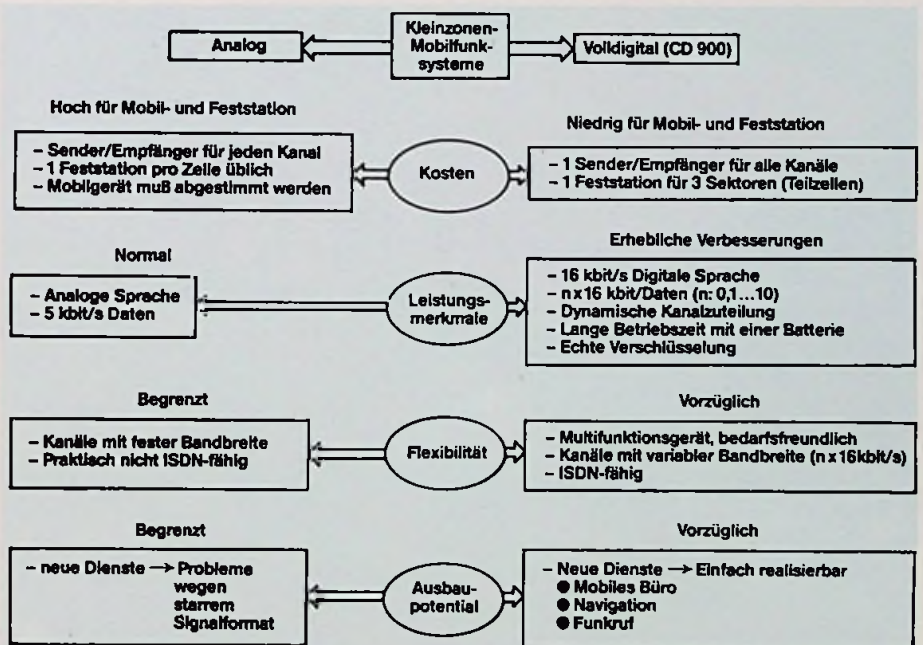 Kleinzonen-
Mobilfunk-
systeme
Analog
Volldigital (CD 900)
Hoch für Mobil- und Feststation
– Sender/Empfänger für jeden Kanal
– 1 Feststation pro Zelle üblich
– Mobilgerät muß abgestimmt werden
Kosten
Niedrig für Mobil- und Feststation
– 1 Sender/Empfänger für alle Kanäle
– 1 Feststation für 3 Sektoren (Teilzellen)
Normal
– Analoge Sprache
– 5 kbit/s Daten
Leistungs-
merkmale
Erhebliche Verbesserungen
– 16 kbit/s Digitale Sprache
– n x 16 kbit/Daten (n: 0,1...10)
– Dynamische Kanalzuteilung
– Lange Betriebszeit mit einer Batterie
– Echte Verschlüsselung
Begrenzt
– Kanäle mit fester Bandbreite
– Praktisch nicht ISDN-fähig
Flexibilität
Vorzüglich
– Multifunktionsgerät, bedarfsfreundlich
– Kanäle mit variabler Bandbreite (n x 16kbit/s)
– ISDN-fähig
Begrenzt
– neue Dienste → Probleme
wegen
starrem
Signalformat
Ausbau-
potential
Vorzüglich
– Neue Dienste → Einfach realisierbar
● Mobiles Büro
● Navigation
● Funkruf